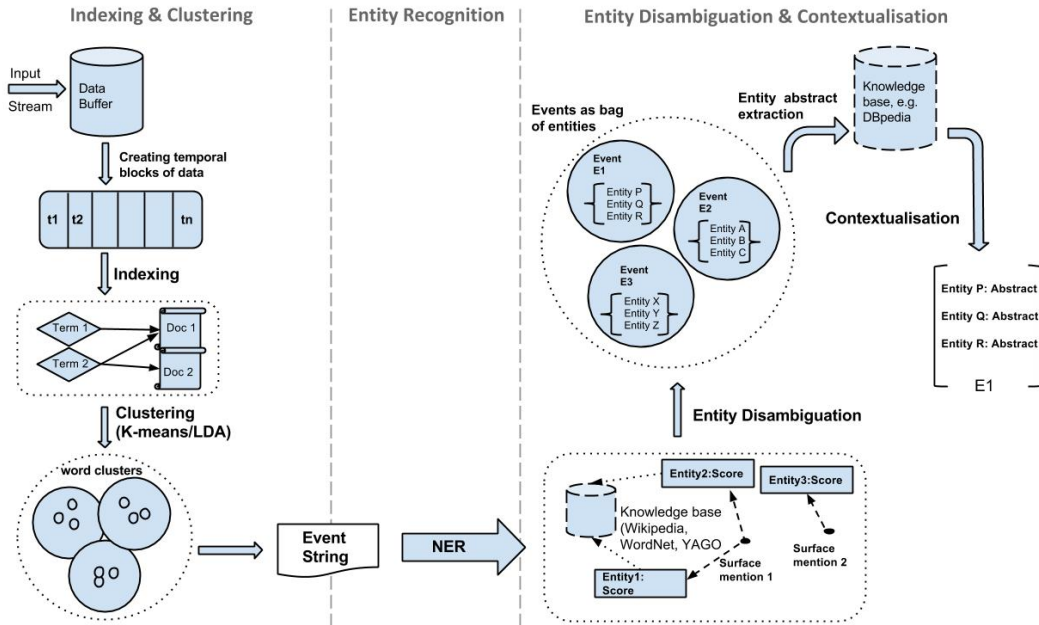 Indexing & Clustering
Entity Recognition
Entity Disambiguation & Contextualisation
Input
Stream
Data
Buffer
Creating temporal
blocks of data
t1 t2 tn
Indexing
Term 1
Doc 1
Term 2
Doc 2
Clustering
(K-means/LDA)
word clusters
Event
String
NER
Entity2:Score
Entity3:Score
Knowledge base
(Wikipedia,
WordNet, YAGO
Surface
mention 1
Surface
mention 2
Entity1:
Score
Entity Disambiguation
Events as bag
of entities
Event
E1
Entity P
Entity Q
Entity R
Event
E2
Entity A
Entity B
Entity C
Event
E3
Entity X
Entity Y
Entity Z
Entity abstract
extraction
Knowledge
base, e.g.
DBpedia
Contextualisation
Entity P: Abstract
Entity Q: Abstract
Entity R: Abstract
E1